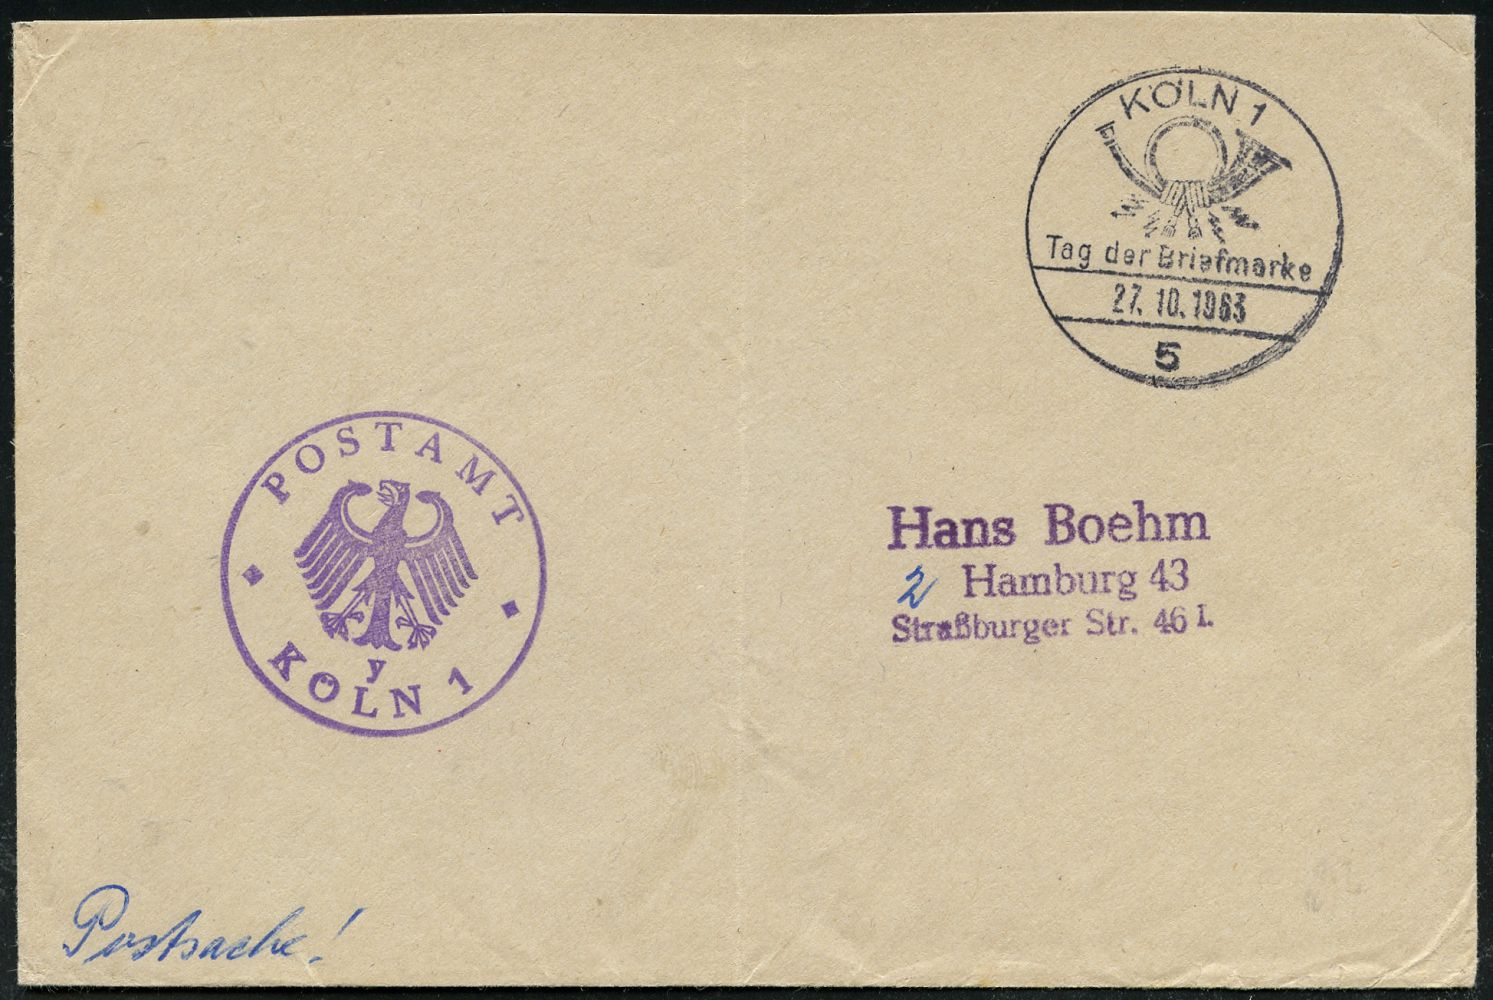 KÖLN 1
Tag der Briefmarke
27.10.1963
5
POSTAMT
y
KÖLN 1
Hans Boehm
2 Hamburg 43
Straßburger Str. 46 I.
Postsache!